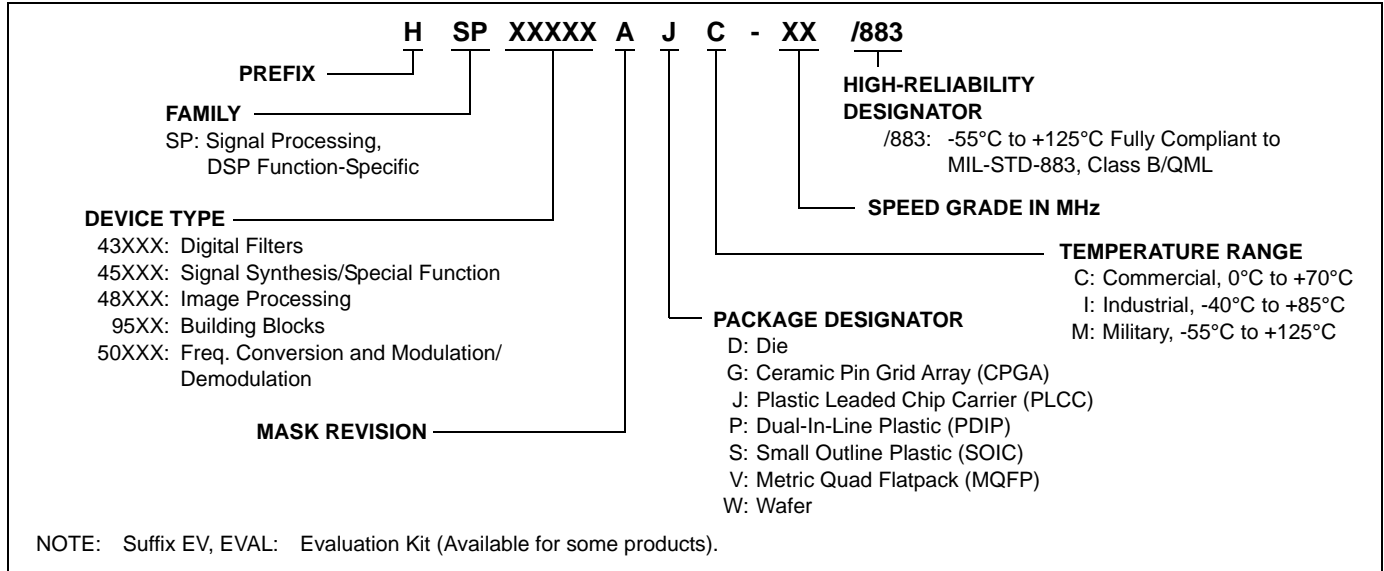 H SP XXXXX A J C - XX /883
PREFIX
FAMILY
SP: Signal Processing,
DSP Function-Specific
DEVICE TYPE
43XXX: Digital Filters
45XXX: Signal Synthesis/Special Function
48XXX: Image Processing
95XX: Building Blocks
50XXX: Freq. Conversion and Modulation/
Demodulation
MASK REVISION
HIGH-RELIABILITY
DESIGNATOR
/883: -55°C to +125°C Fully Compliant to
MIL-STD-883, Class B/QML
SPEED GRADE IN MHz
TEMPERATURE RANGE
C: Commercial, 0°C to +70°C
I: Industrial, -40°C to +85°C
M: Military, -55°C to +125°C
PACKAGE DESIGNATOR
D: Die
G: Ceramic Pin Grid Array (CPGA)
J: Plastic Leaded Chip Carrier (PLCC)
P: Dual-In-Line Plastic (PDIP)
S: Small Outline Plastic (SOIC)
V: Metric Quad Flatpack (MQFP)
W: Wafer
NOTE: Suffix EV, EVAL: Evaluation Kit (Available for some products).